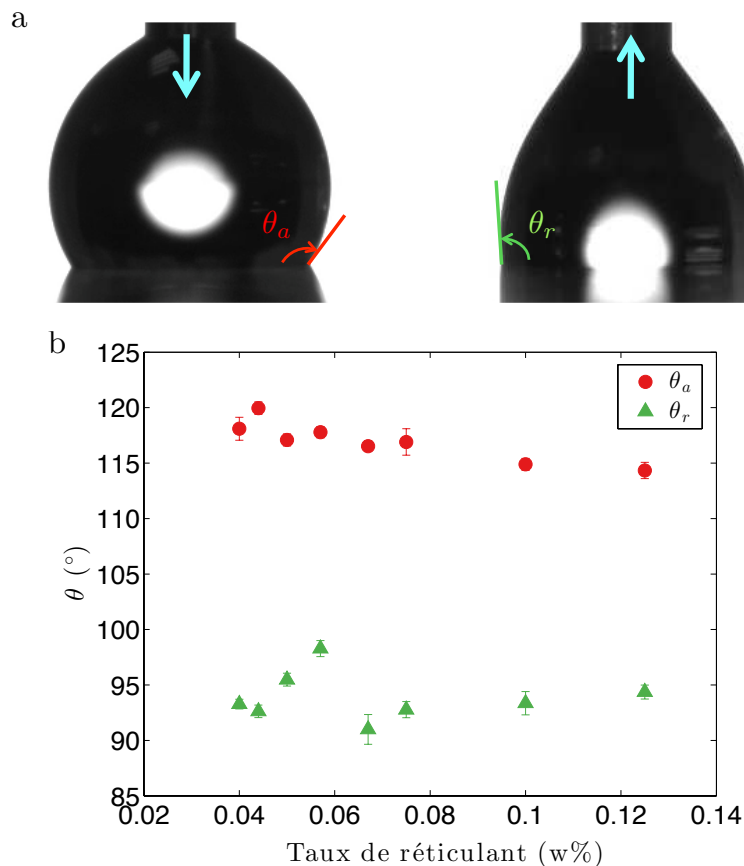 a
θa
θr
b
125
120
115
110
105
100
95
90
85
θ (°)
θa
θr
0.02 0.04 0.06 0.08 0.1 0.12 0.14
Taux de réticulant (w%)